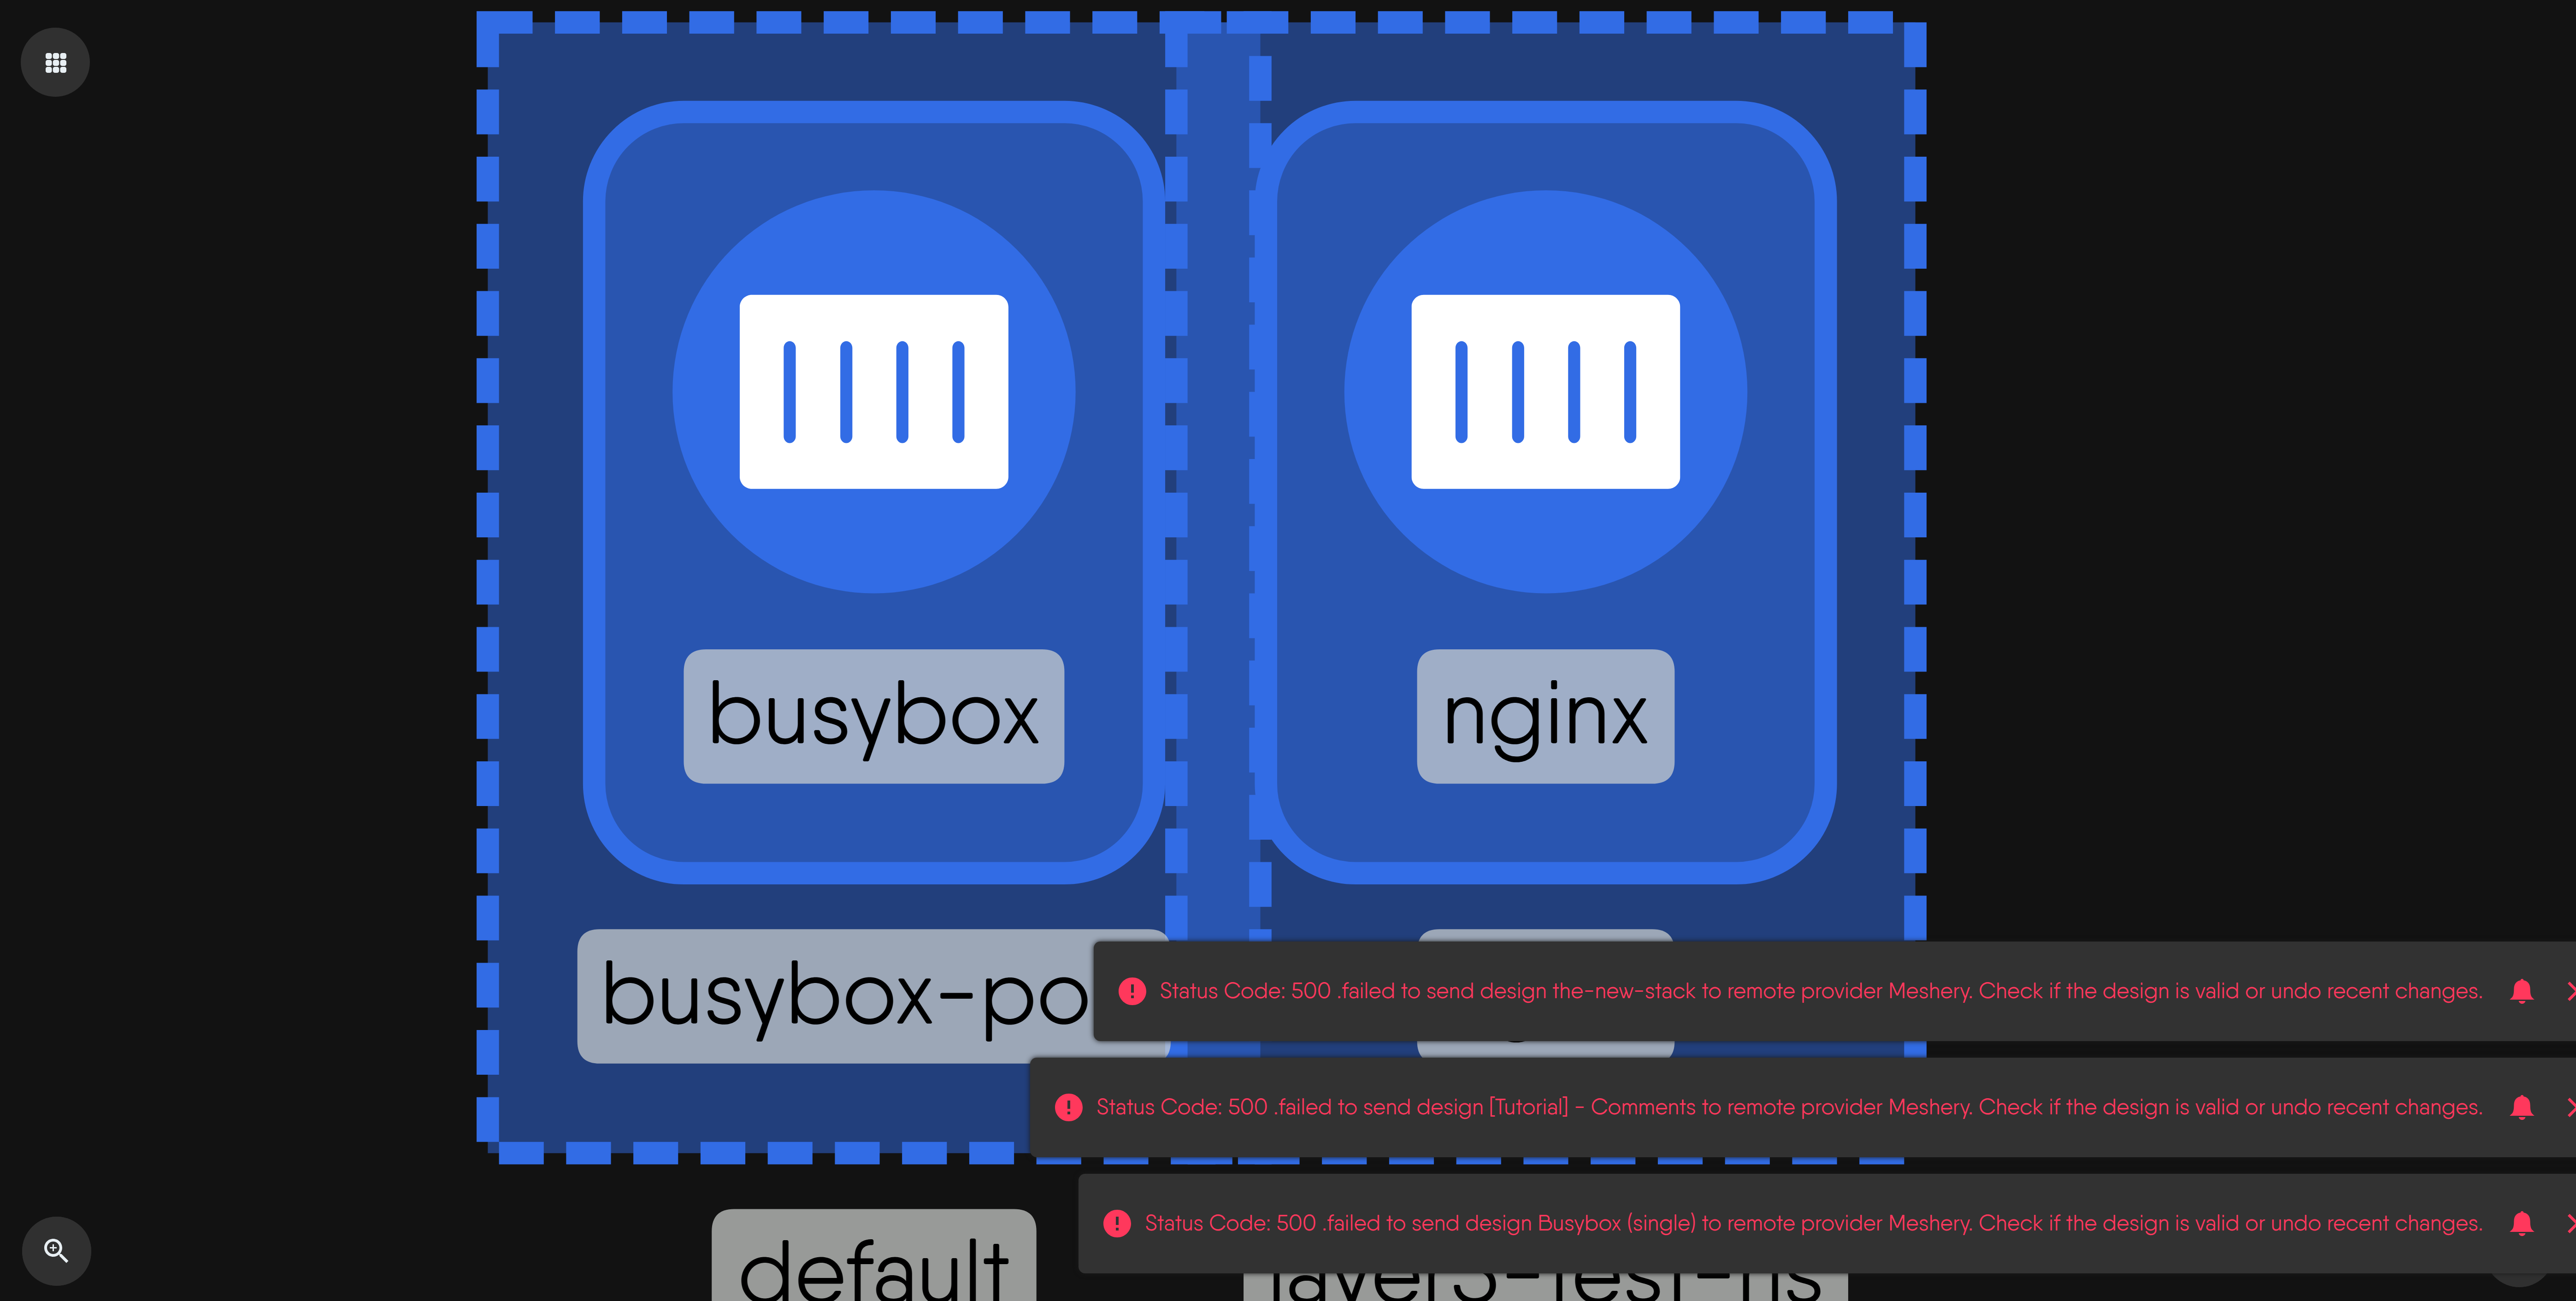 busybox
nginx
busybox-po
Status Code: 500 .failed to send design the-new-stack to remote provider Meshery. Check if the design is valid or undo recent changes.
Status Code: 500 .failed to send design [Tutorial] - Comments to remote provider Meshery. Check if the design is valid or undo recent changes.
Status Code: 500 .failed to send design Busybox (single) to remote provider Meshery. Check if the design is valid or undo recent changes.
default